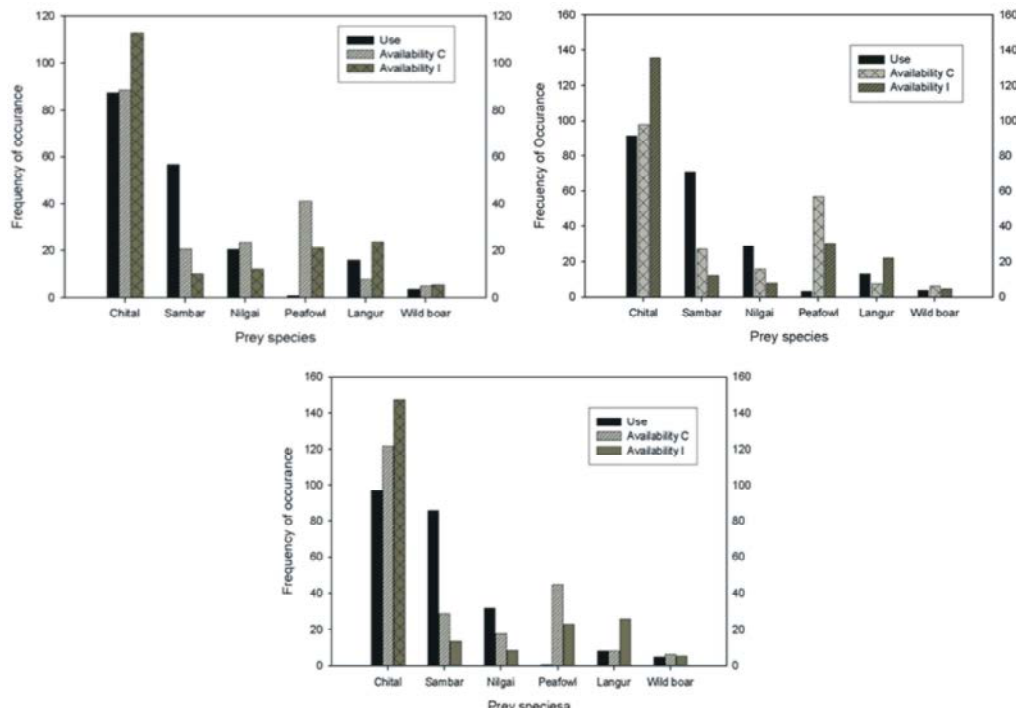 120
100
80
60
40
20
0
Frequency of occurance
120
100
80
60
40
20
0
Use
Availability C
Availability I
Chital Sambar Nilgai Peafowl Langur Wild boar
Prey species
160
140
120
100
80
60
40
20
0
Frecuency of Occurance
160
140
120
100
80
60
40
20
0
Use
Availability C
Availability I
Chital Sambar Nilgai Peafowl Langur Wild boar
Prey species
160
140
120
100
80
60
40
20
0
Frequency of occurance
160
140
120
100
80
60
40
20
0
Use
Availability C
Availability I
Chital Sambar Nilgai Peafowl Langur Wild boar
Prey speciesa